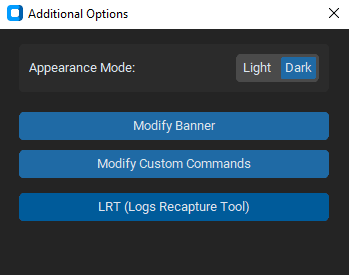 Additional Options
Appearance Mode: Light Dark
Modify Banner
Modify Custom Commands
LRT (Logs Recapture Tool)